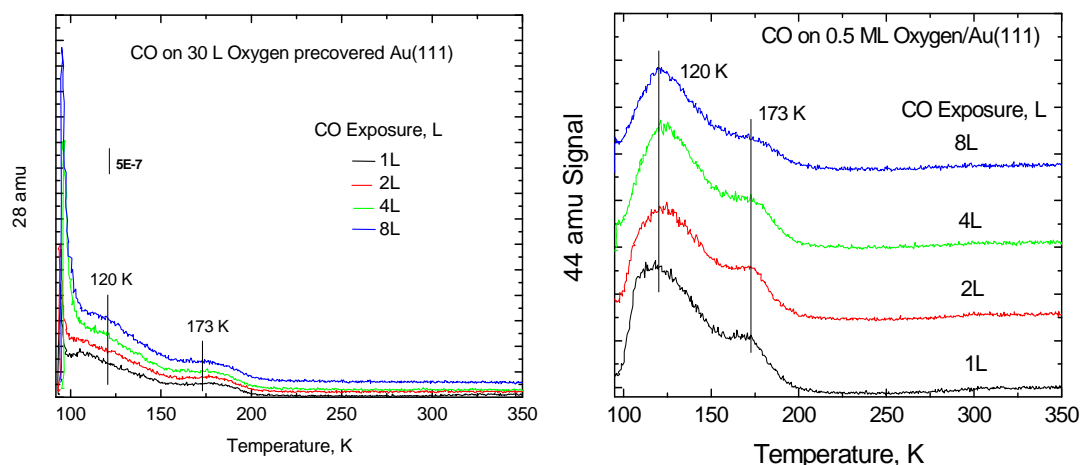 CO on 30 L Oxygen precovered Au(111)
CO Exposure, L
5E-7
1L
2L
4L
8L
28 amu
120 K
173 K
100 150 200 250 300 350
Temperature, K
CO on 0.5 ML Oxygen/Au(111)
120 K
173 K
CO Exposure, L
8L
4L
2L
1L
44 amu Signal
100 150 200 250 300 350
Temperature, K